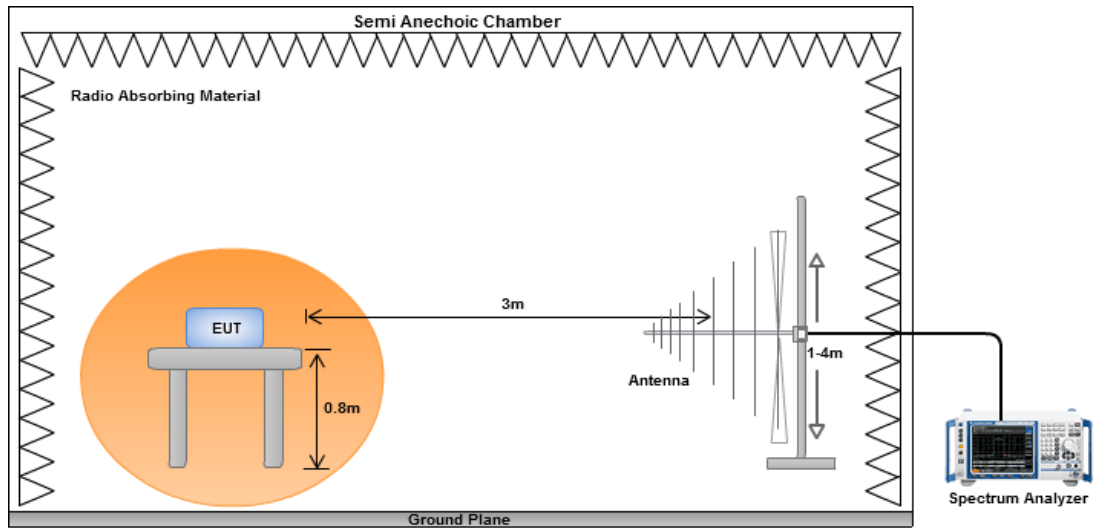 Semi Anechoic Chamber
Radio Absorbing Material
3m
EUT
1-4m
Antenna
0.8m
Spectrum Analyzer
Ground Plane